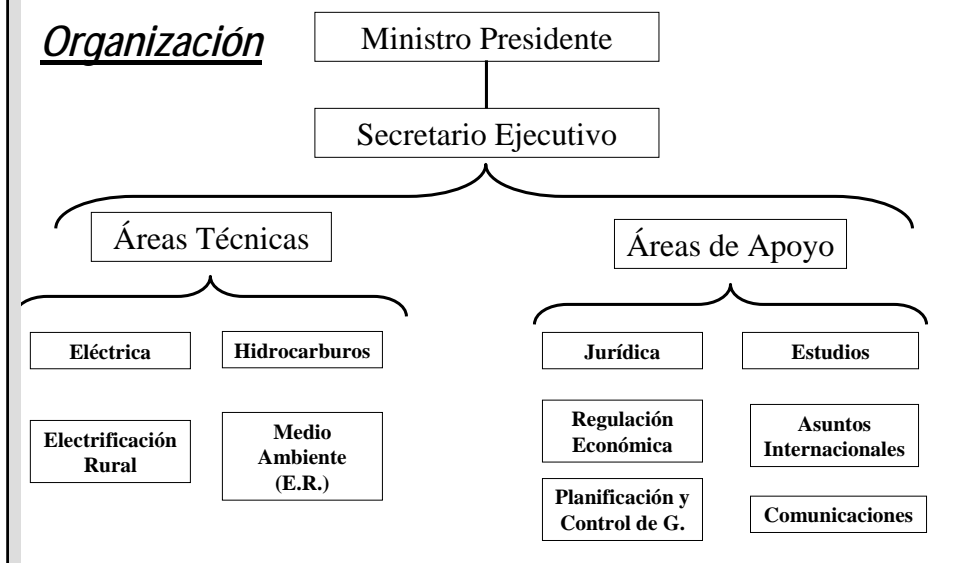 Organización
Ministro Presidente
Secretario Ejecutivo
Áreas Técnicas
Áreas de Apoyo
Eléctrica
Hidrocarburos
Jurídica
Estudios
Electrificación
Rural
Medio
Ambiente
(E.R.)
Regulación
Económica
Asuntos
Internacionales
Planificación y
Control de G.
Comunicaciones